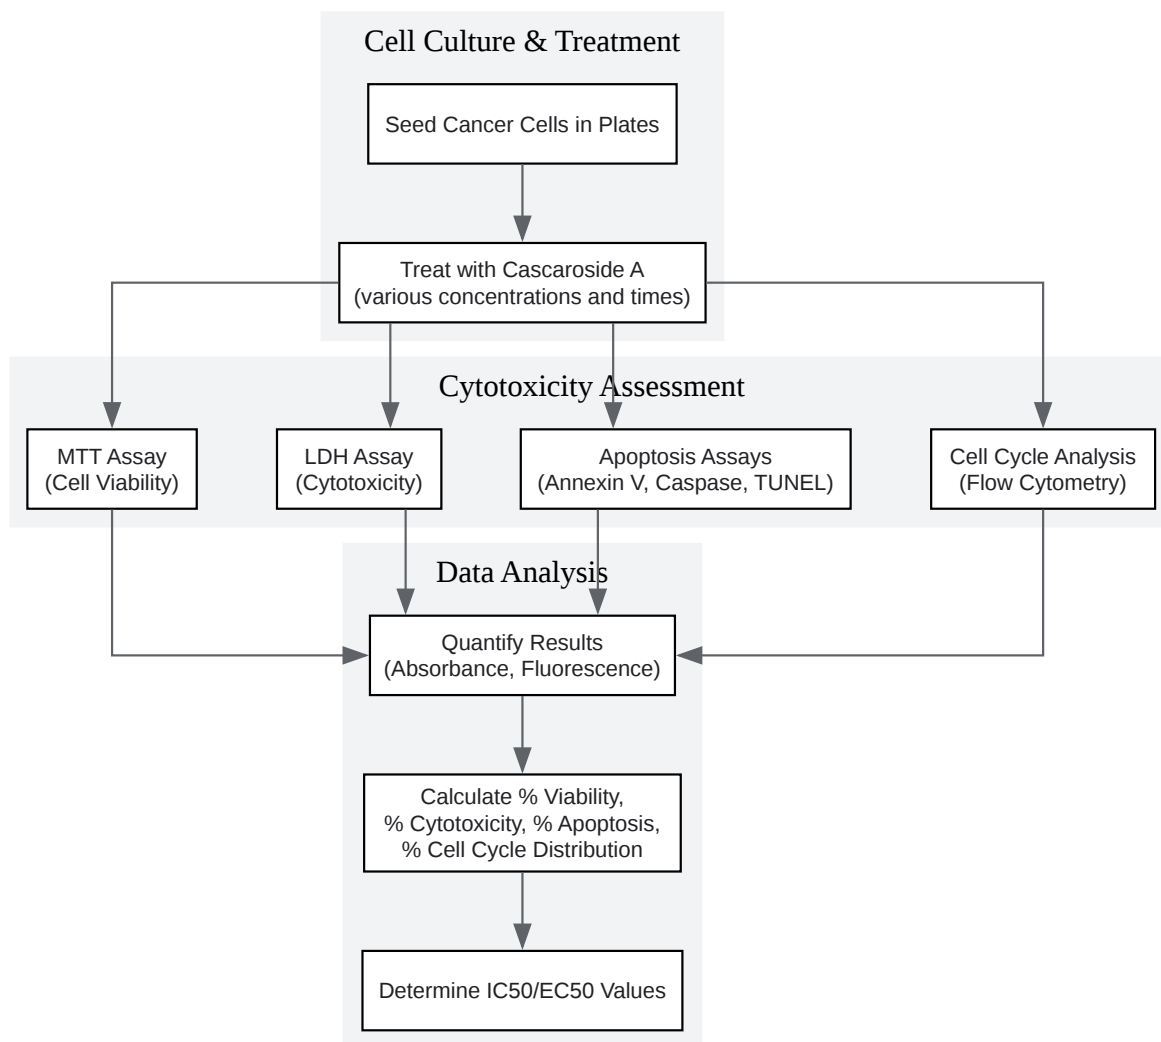 Cell Culture & Treatment
Seed Cancer Cells in Plates
Treat with Cascaroside A
(various concentrations and times)
Cytotoxicity Assessment
MTT Assay
(Cell Viability)
LDH Assay
(Cytotoxicity)
Apoptosis Assays
(Annexin V, Caspase, TUNEL)
Cell Cycle Analysis
(Flow Cytometry)
Data Analysis
Quantify Results
(Absorbance, Fluorescence)
Calculate % Viability,
% Cytotoxicity, % Apoptosis,
% Cell Cycle Distribution
Determine IC50/EC50 Values